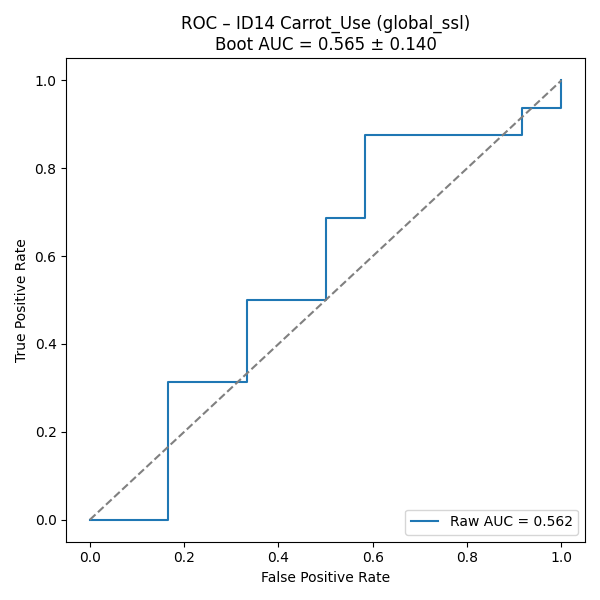 ROC – ID14 Carrot_Use (global_ssl)
Boot AUC = 0.565 ± 0.140
1.0
0.8
0.6
0.4
0.2
0.0
True Positive Rate
Raw AUC = 0.562
0.0 0.2 0.4 0.6 0.8 1.0
False Positive Rate